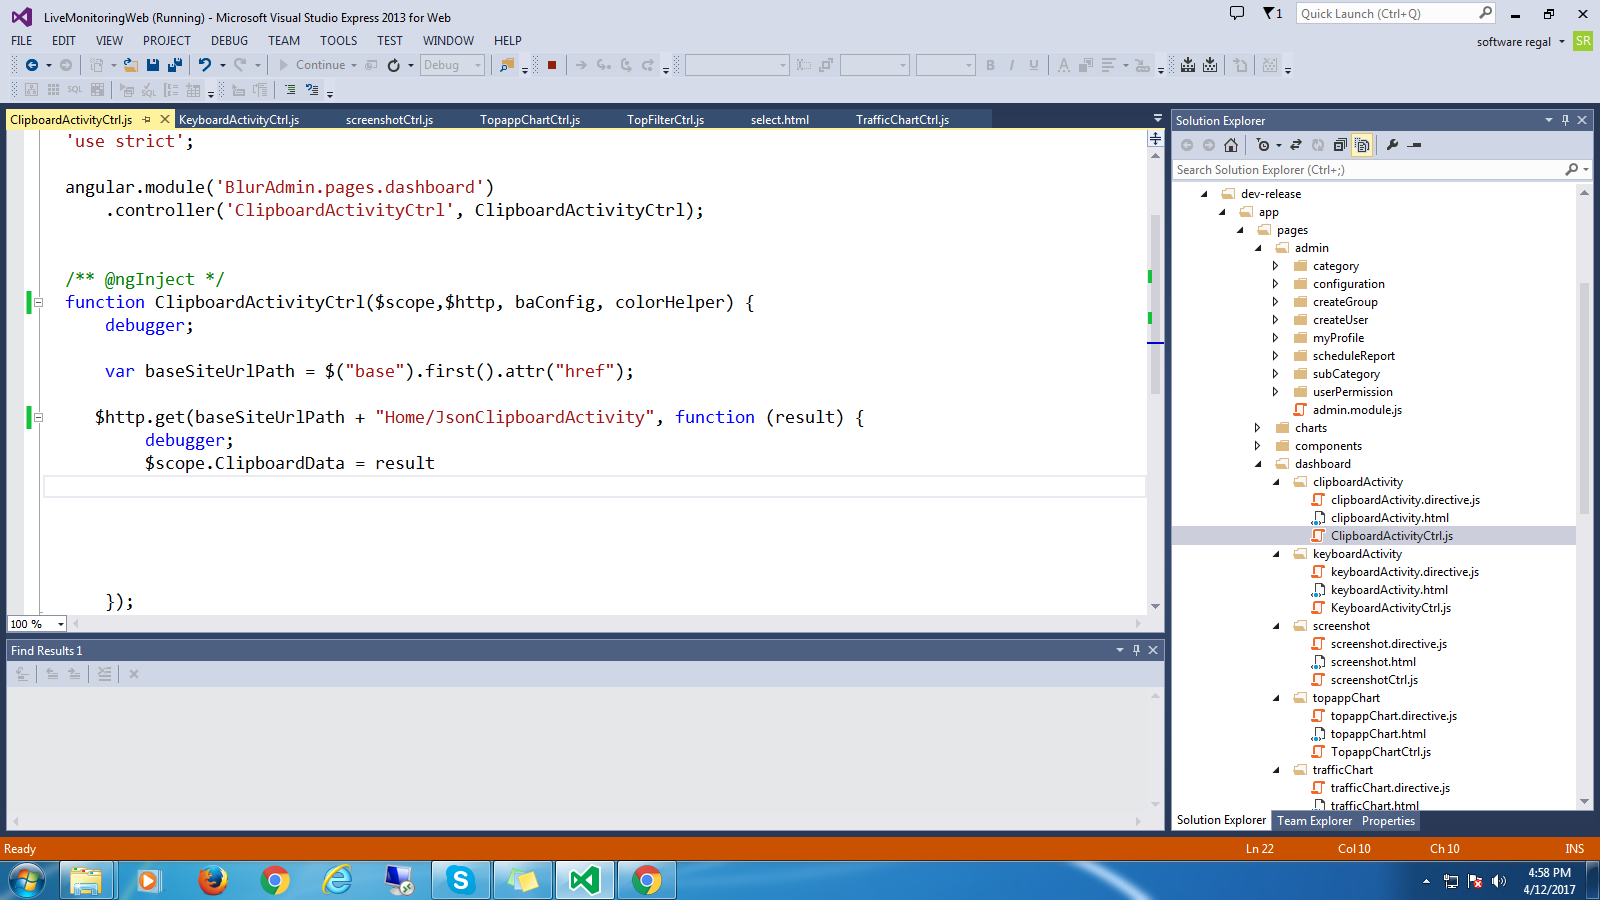 LiveMonitoringWeb (Running) - Microsoft Visual Studio Express 2013 for Web
1
Quick Launch (Ctrl+Q)
FILE EDIT VIEW PROJECT DEBUG TEAM TOOLS TEST WINDOW HELP
software regal
SR
Continue
Debug
B I U A
SQL
ClipboardActivityCtrl.js KeyboardActivityCtrl.js screenshotCtrl.js TopappChartCtrl.js TopFilterCtrl.js select.html TrafficChartCtrl.js
'use strict';
angular.module('BlurAdmin.pages.dashboard')
.controller('ClipboardActivityCtrl', ClipboardActivityCtrl);
/** @ngInject */
function ClipboardActivityCtrl($scope,$http, baConfig, colorHelper) {
debugger;
var baseSiteUrlPath = $("base").first().attr("href");
$http.get(baseSiteUrlPath + "Home/JsonClipboardActivity", function (result) {
debugger;
$scope.ClipboardData = result
});
100 %
Find Results 1
Solution Explorer
Search Solution Explorer (Ctrl+;)
dev-release
app
pages
admin
category
configuration
createGroup
createUser
myProfile
scheduleReport
subCategory
userPermission
admin.module.js
charts
components
dashboard
clipboardActivity
clipboardActivity.directive.js
clipboardActivity.html
ClipboardActivityCtrl.js
keyboardActivity
keyboardActivity.directive.js
keyboardActivity.html
KeyboardActivityCtrl.js
screenshot
screenshot.directive.js
screenshot.html
screenshotCtrl.js
topappChart
topappChart.directive.js
topappChart.html
TopappChartCtrl.js
trafficChart
trafficChart.directive.js
trafficChart.html
Solution Explorer Team Explorer Properties
Ready
Ln 22 Col 10 Ch 10 INS
4:58 PM
4/12/2017